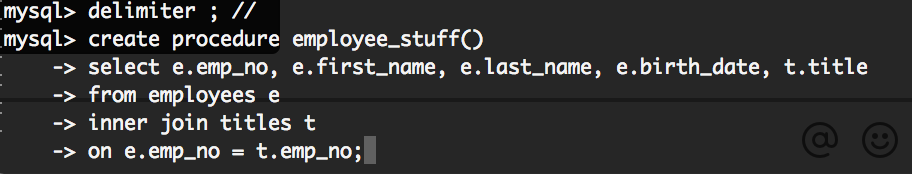 mysql> delimiter ; //
mysql> create procedure employee_stuff()
    -> select e.emp_no, e.first_name, e.last_name, e.birth_date, t.title
    -> from employees e
    -> inner join titles t
    -> on e.emp_no = t.emp_no;